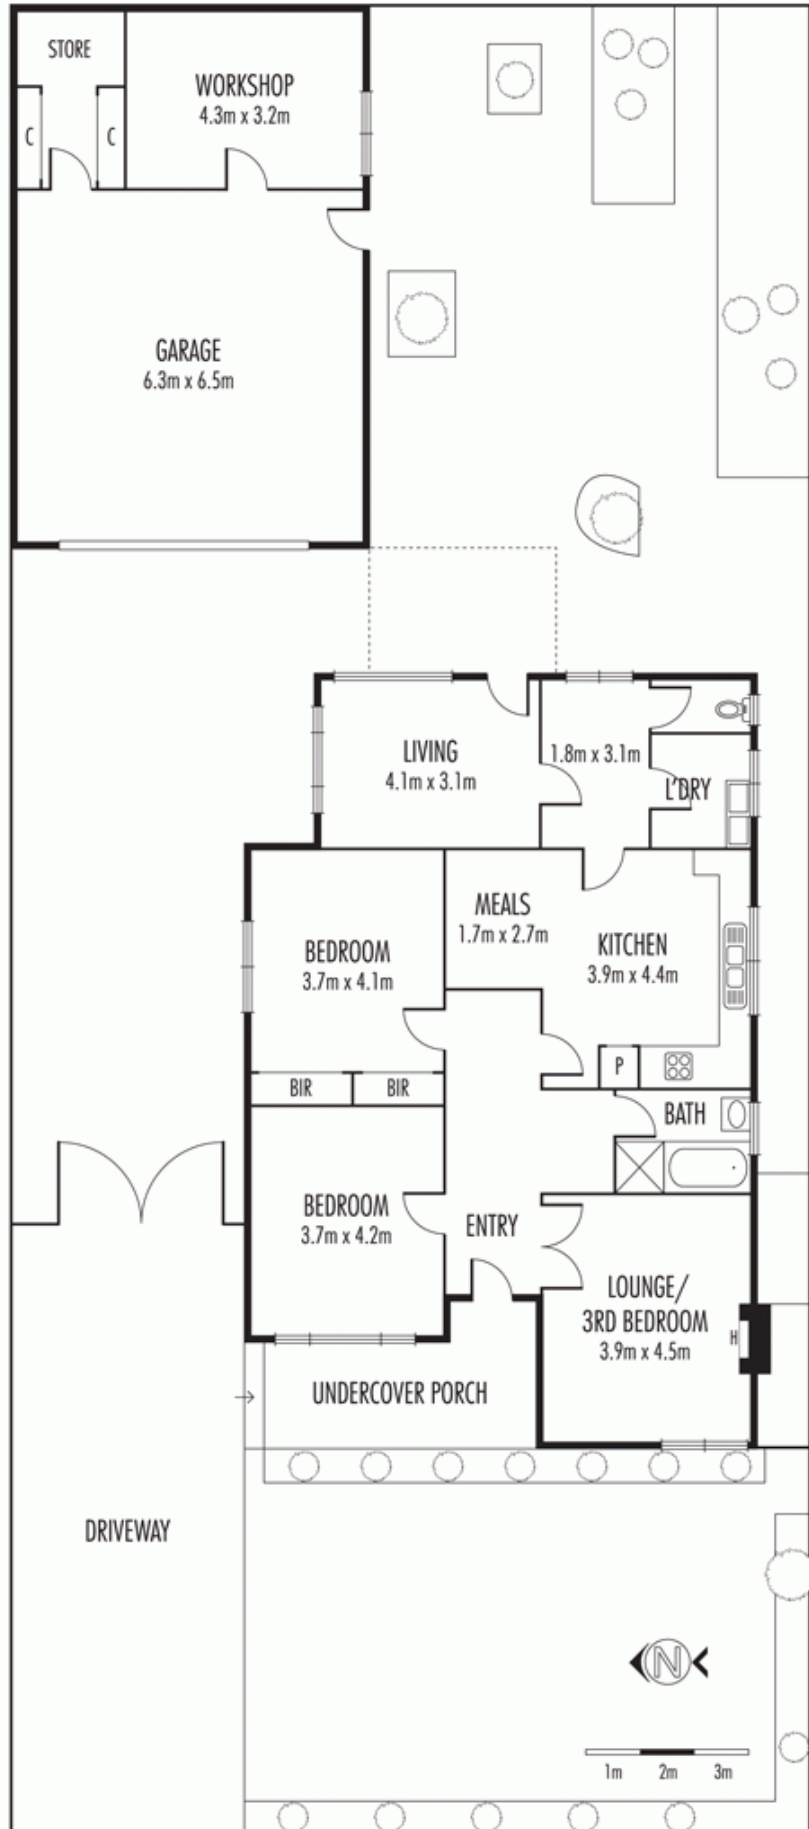 STORE
WORKSHOP
4.3m x 3.2m
C
C
GARAGE
6.3m x 6.5m
LIVING
4.1m x 3.1m
1.8m x 3.1m
L'DRY
MEALS
1.7m x 2.7m
KITCHEN
3.9m x 4.4m
BEDROOM
3.7m x 4.1m
P
BIR
BIR
BATH
BEDROOM
3.7m x 4.2m
ENTRY
LOUNGE/
3RD BEDROOM
3.9m x 4.5m
H
UNDERCOVER PORCH
DRIVEWAY
N
1m
2m
3m